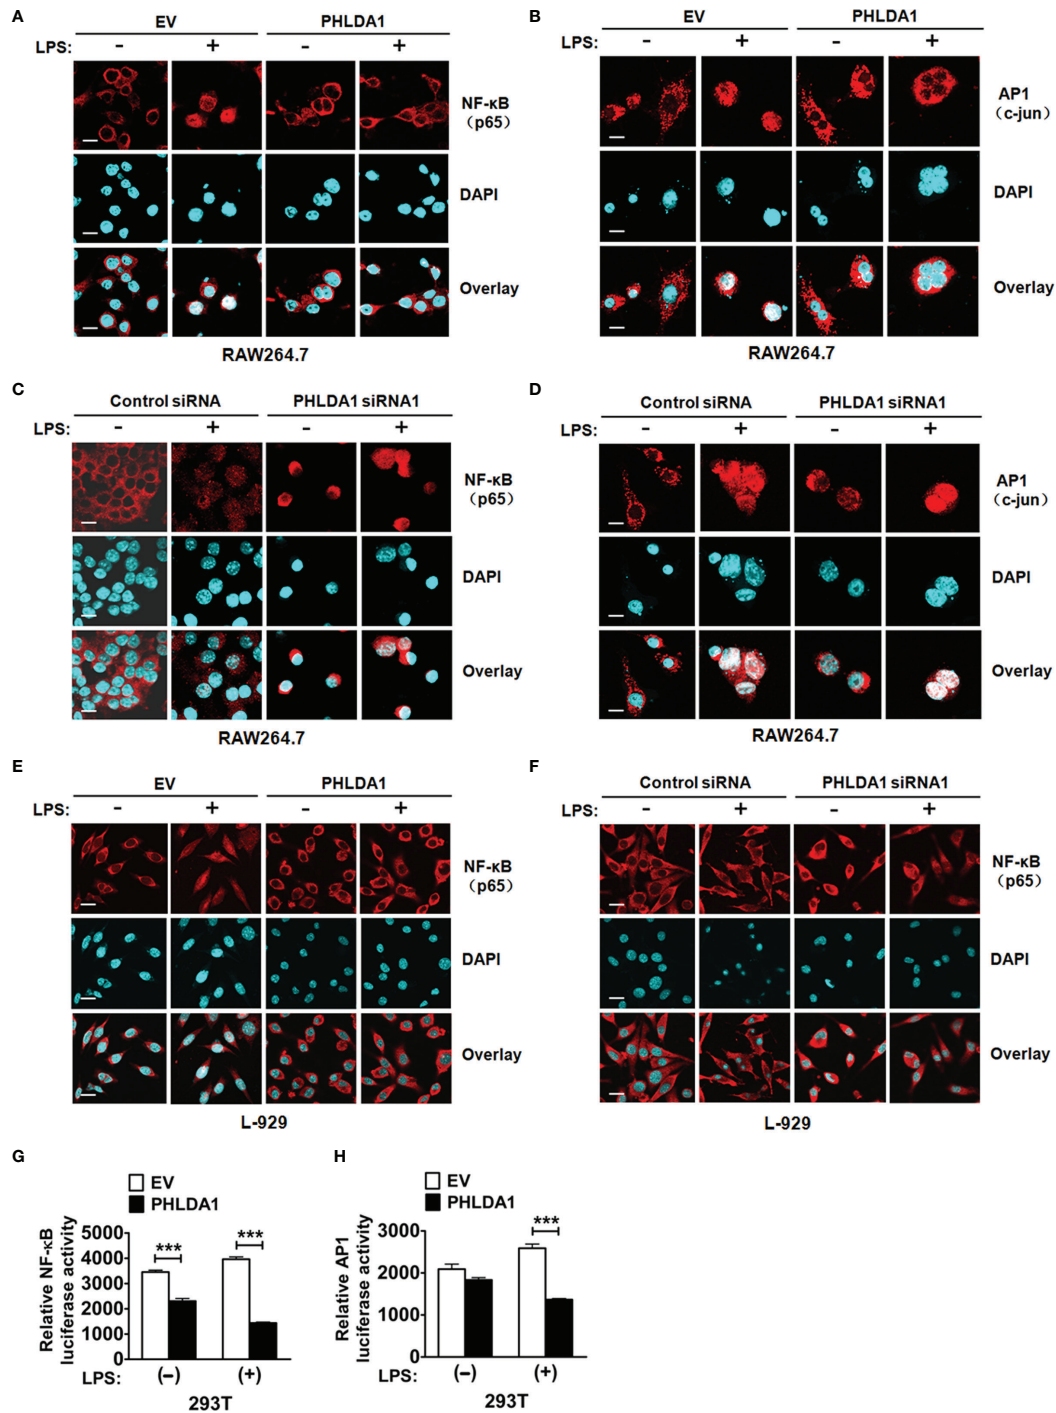 A
EV PHLDA1
LPS: - + - +
NF-κB
(p65)
DAPI
Overlay
RAW264.7
B
EV PHLDA1
LPS: - + - +
AP1
(c-jun)
DAPI
Overlay
RAW264.7
C
Control siRNA PHLDA1 siRNA1
LPS: - + - +
NF-κB
(p65)
DAPI
Overlay
RAW264.7
D
Control siRNA PHLDA1 siRNA1
LPS: - + - +
AP1
(c-jun)
DAPI
Overlay
RAW264.7
E
EV PHLDA1
LPS: - + - +
NF-κB
(p65)
DAPI
Overlay
L-929
F
Control siRNA PHLDA1 siRNA1
LPS: - + - +
NF-κB
(p65)
DAPI
Overlay
L-929
G
EV
PHLDA1
Relative NF-κB
luciferase activity
5000
4000
3000
2000
1000
0
*** ***
LPS: (−) (+)
293T
H
EV
PHLDA1
Relative AP1
luciferase activity
3000
2000
1000
0
***
LPS: (−) (+)
293T